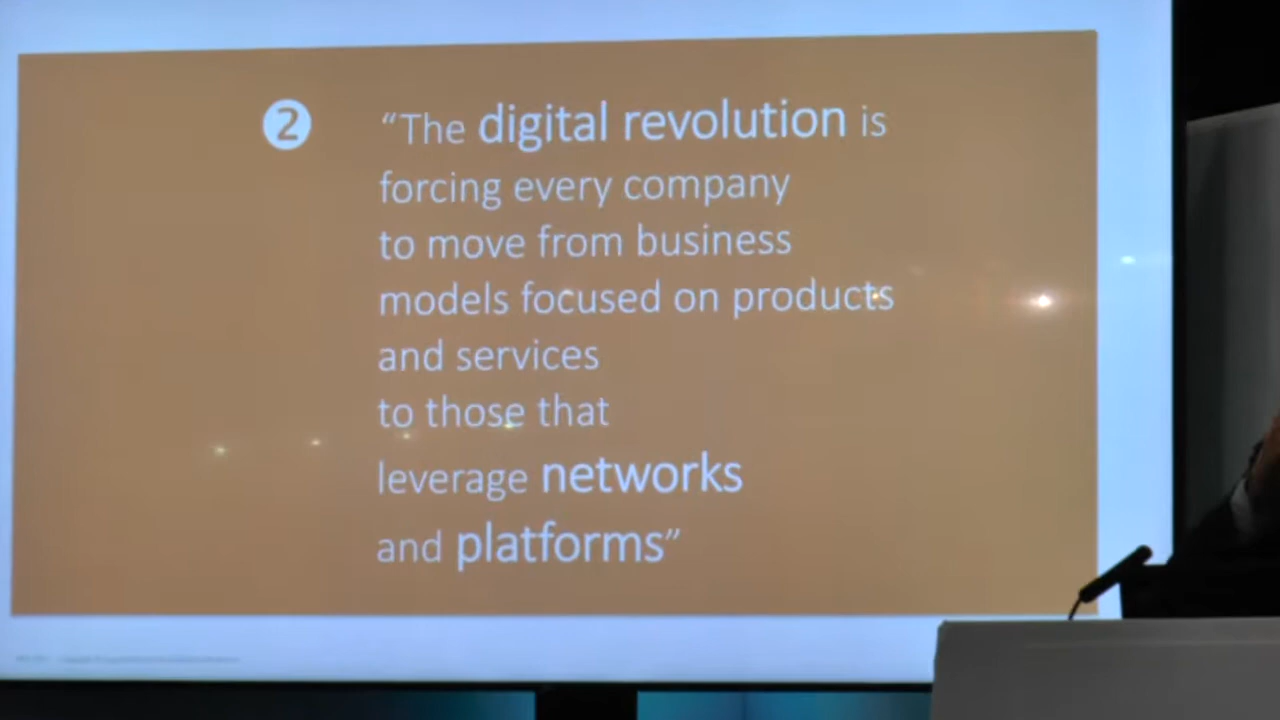 2
“The digital revolution is
forcing every company
to move from business
models focused on products
and services
to those that
leverage networks
and platforms”